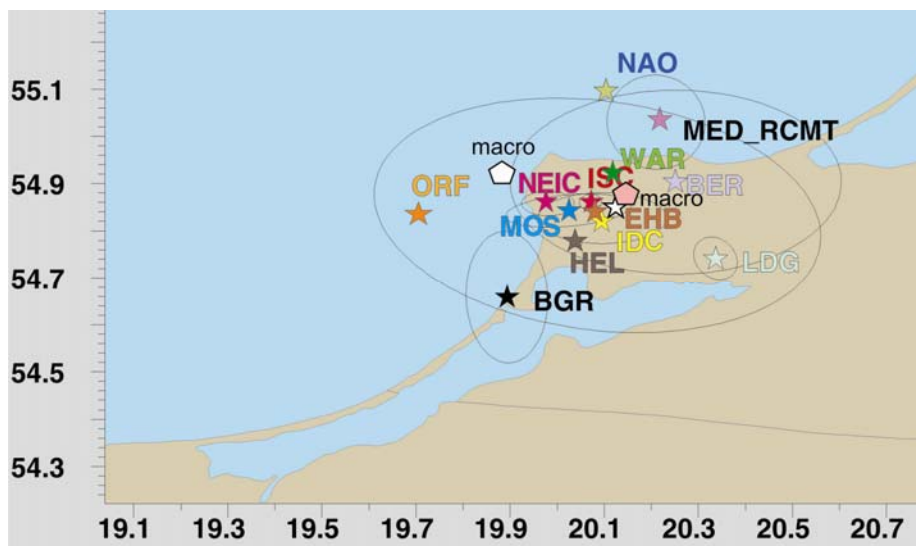 NAO
55.1
MED_RCMT
macro
WAR
54.9
ORF
NEIC
ISC
BER
macro
MOS
EHB
IDC
HEL
LDG
54.7
BGR
54.5
54.3
19.1 19.3 19.5 19.7 19.9 20.1 20.3 20.5 20.7